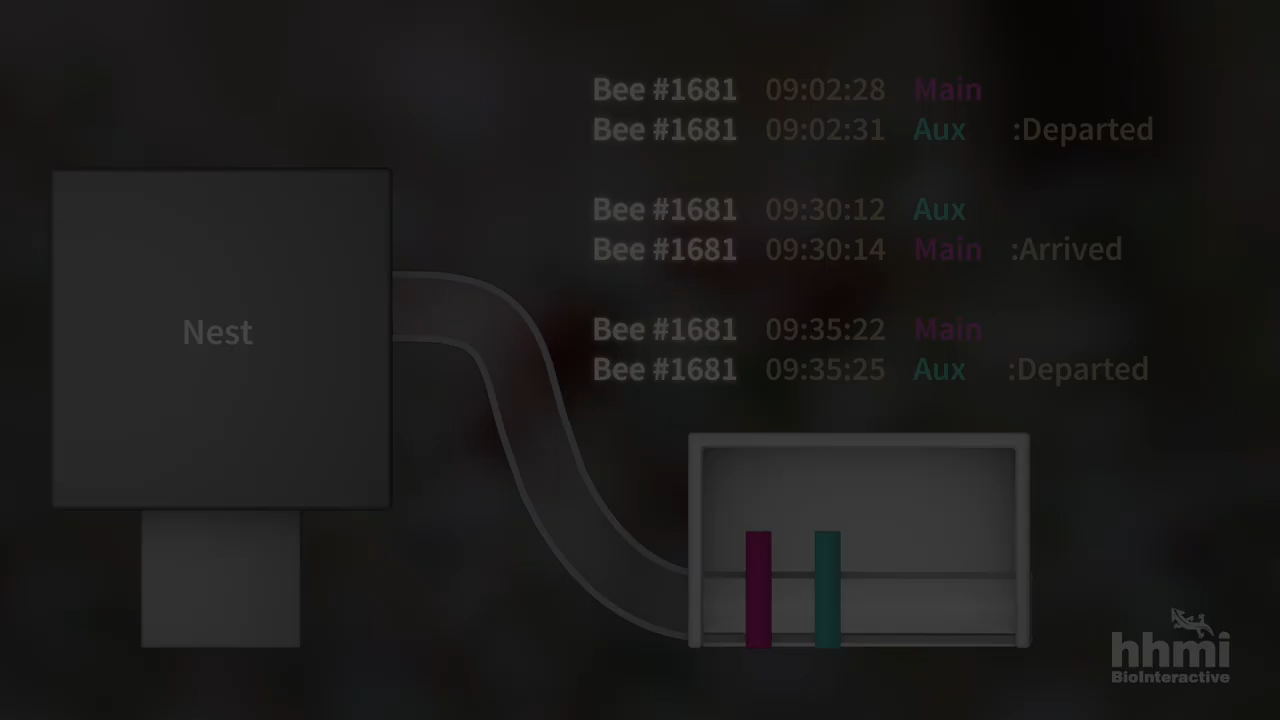 Bee #1681 09:02:28 Main
Bee #1681 09:02:31 Aux :Departed
Bee #1681 09:30:12 Aux
Bee #1681 09:30:14 Main :Arrived
Nest
Bee #1681 09:35:22 Main
Bee #1681 09:35:25 Aux :Departed
hhmi
BioInteractive